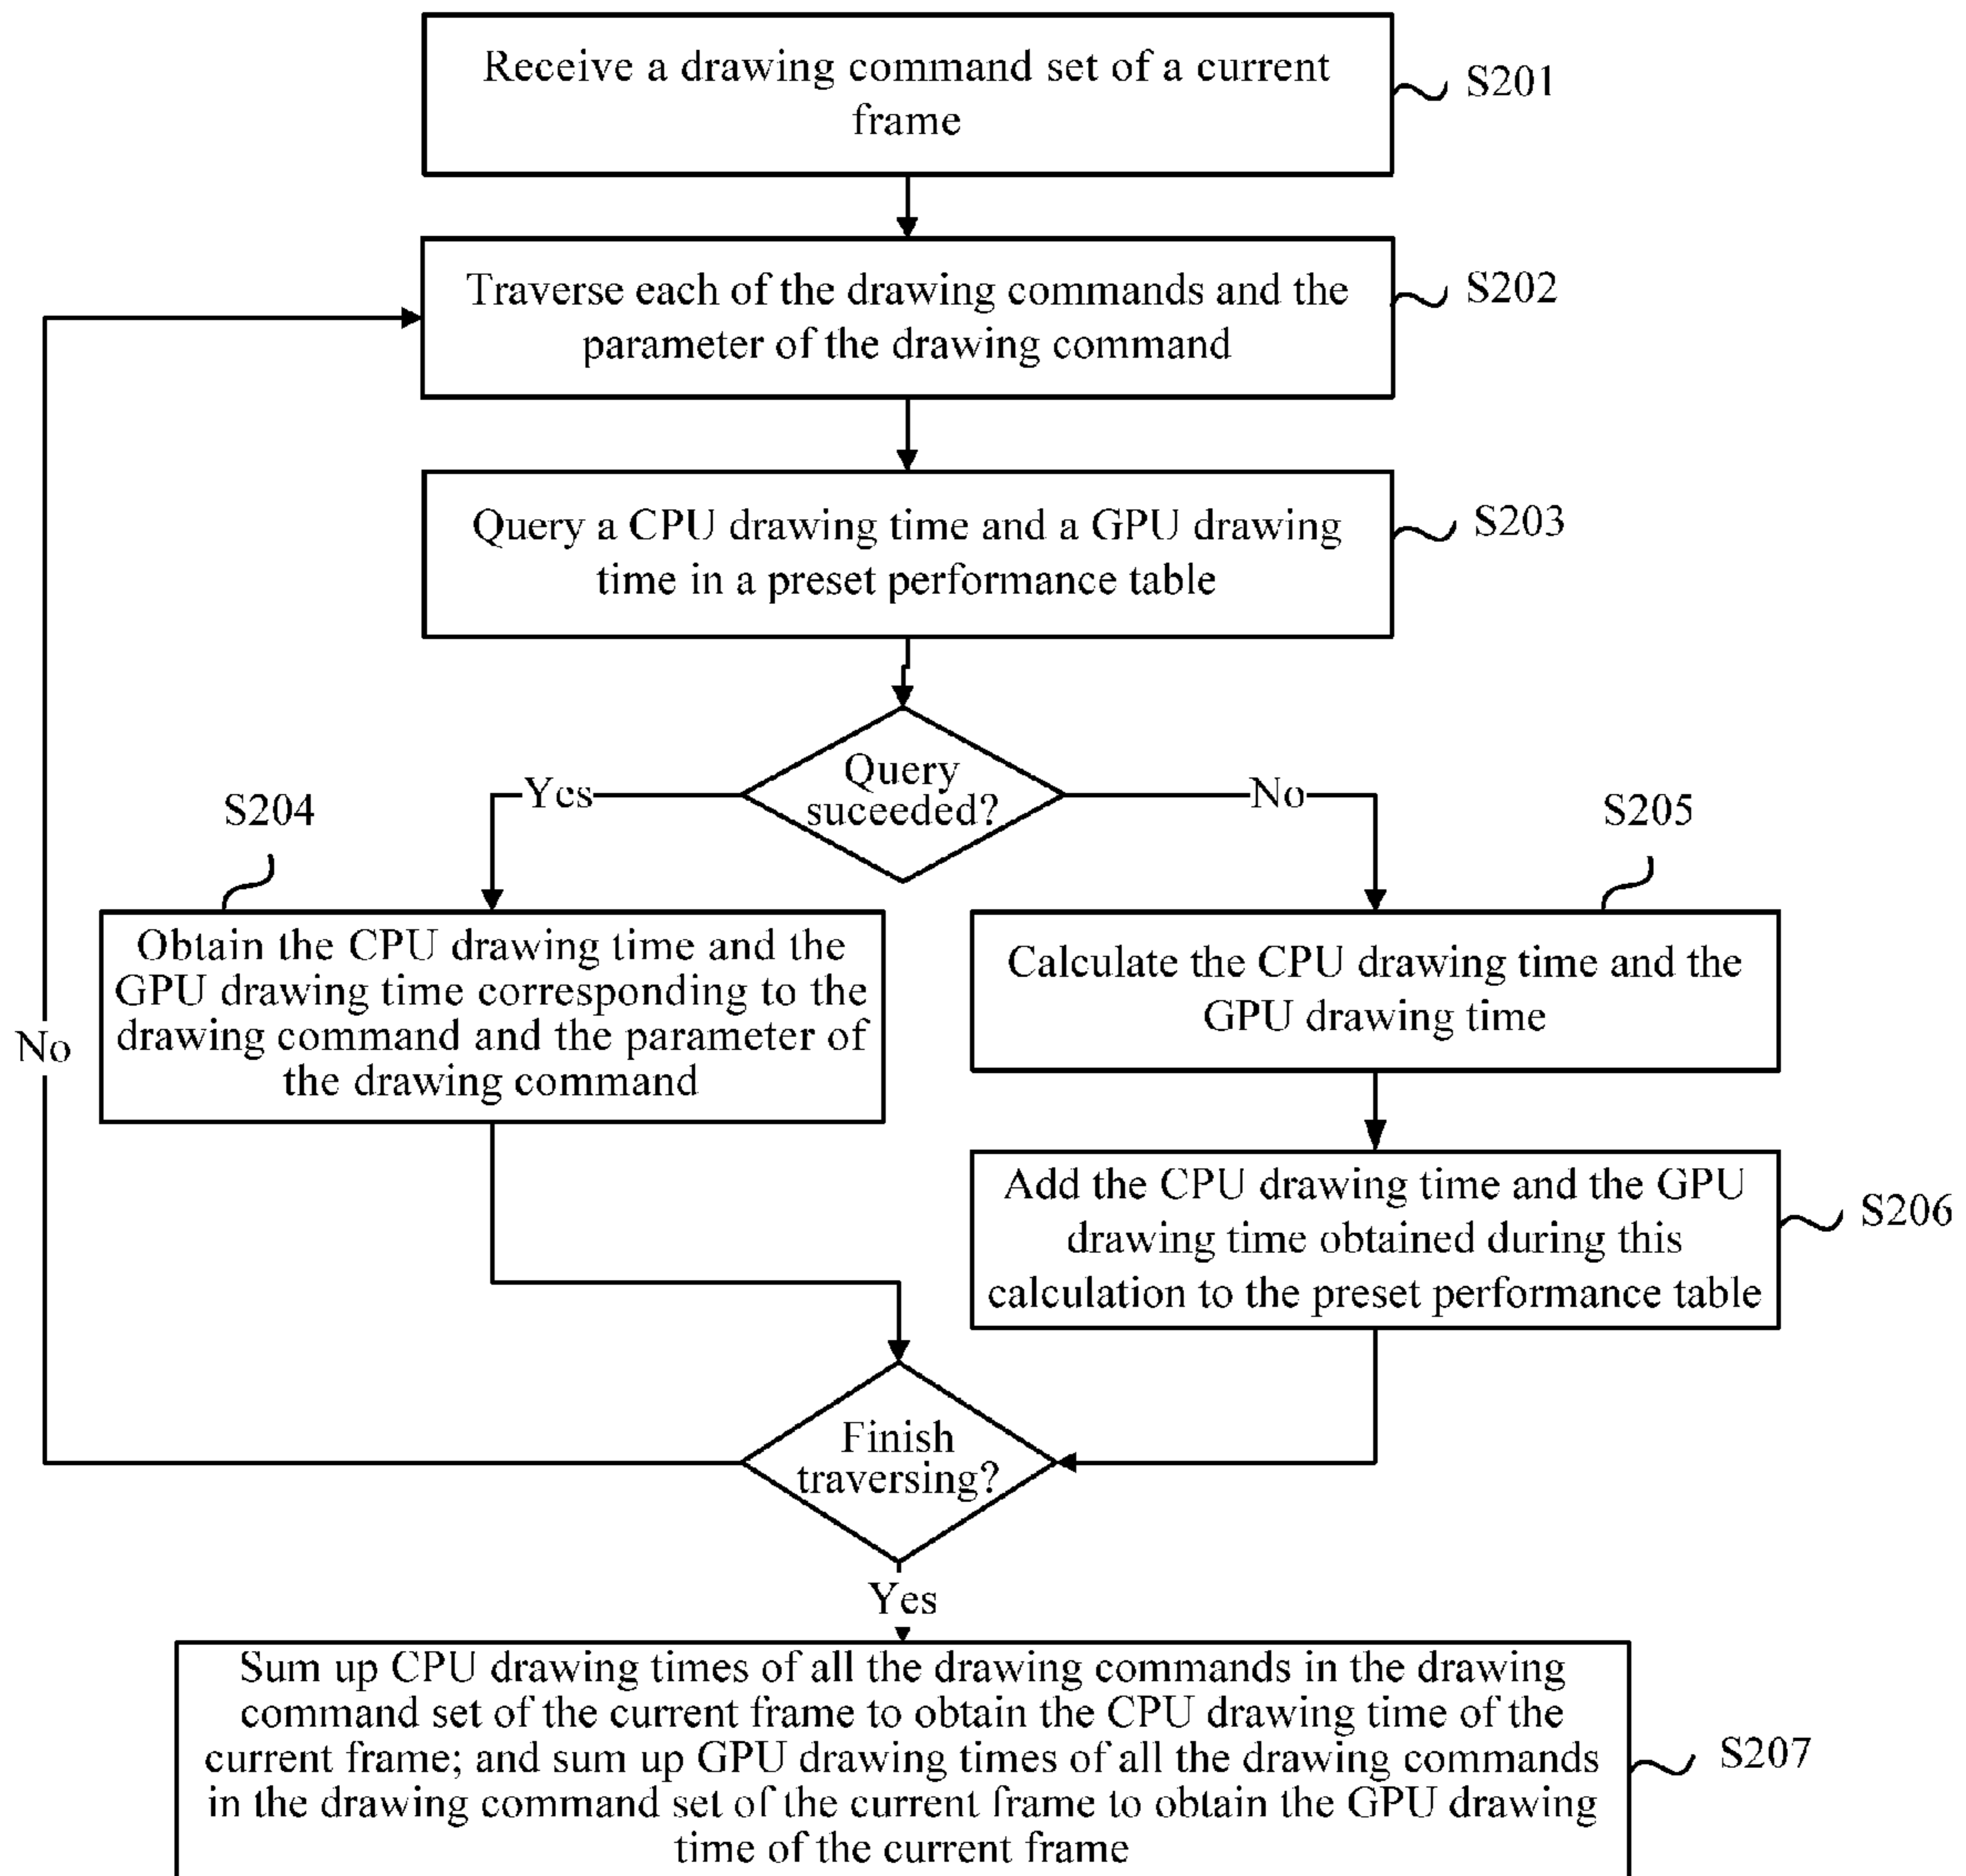 Receive a drawing command set of a current
frame
S201
Traverse each of the drawing commands and the
parameter of the drawing command
S202
Query a CPU drawing time and a GPU drawing
time in a preset performance table
S203
Query
suceeded?
Yes
No
S204
S205
Obtain the CPU drawing time and the
GPU drawing time corresponding to the
drawing command and the parameter of
the drawing command
Calculate the CPU drawing time and the
GPU drawing time
No
Add the CPU drawing time and the GPU
drawing time obtained during this
calculation to the preset performance table
S206
Finish
traversing?
Yes
Sum up CPU drawing times of all the drawing commands in the drawing
command set of the current frame to obtain the CPU drawing time of the
current frame; and sum up GPU drawing times of all the drawing commands
in the drawing command set of the current frame to obtain the GPU drawing
time of the current frame
S207